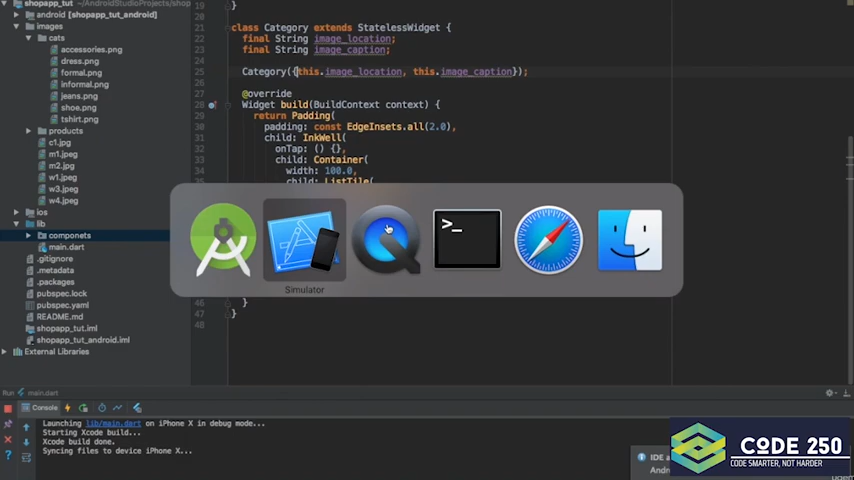 shopapp_tut ~/AndroidStudioProjects/shop
android [shopapp_tut_android]
images
cats
accessories.png
dress.png
formal.png
informal.png
jeans.png
shoe.png
tshirt.png
products
c1.jpg
m1.jpeg
m2.jpg
w1.jpeg
w3.jpeg
w4.jpeg
ios
lib
componets
main.dart
.gitignore
.metadata
.packages
pubspec.lock
pubspec.yaml
README.md
shopapp_tut.iml
shopapp_tut_android.iml
External Libraries
19 }
20
21 class Category extends StatelessWidget {
22 final String image_location;
23 final String image_caption;
24
25 Category({this.image_location, this.image_caption});
26
27 @override
28 Widget build(BuildContext context) {
29 return Padding(
30 padding: const EdgeInsets.all(2.0),
31 child: InkWell(
32 onTap: () {},
33 child: Container(
34 width: 100.0,
35 child: ListTile(
46 }
47 }
48
>_
Simulator
Run main.dart
Console
Launching lib/main.dart on iPhone X in debug mode...
Starting Xcode build...
Xcode build done.
Syncing files to device iPhone X...
IDE a
Andr
CODE 250
CODE SMARTER, NOT HARDER